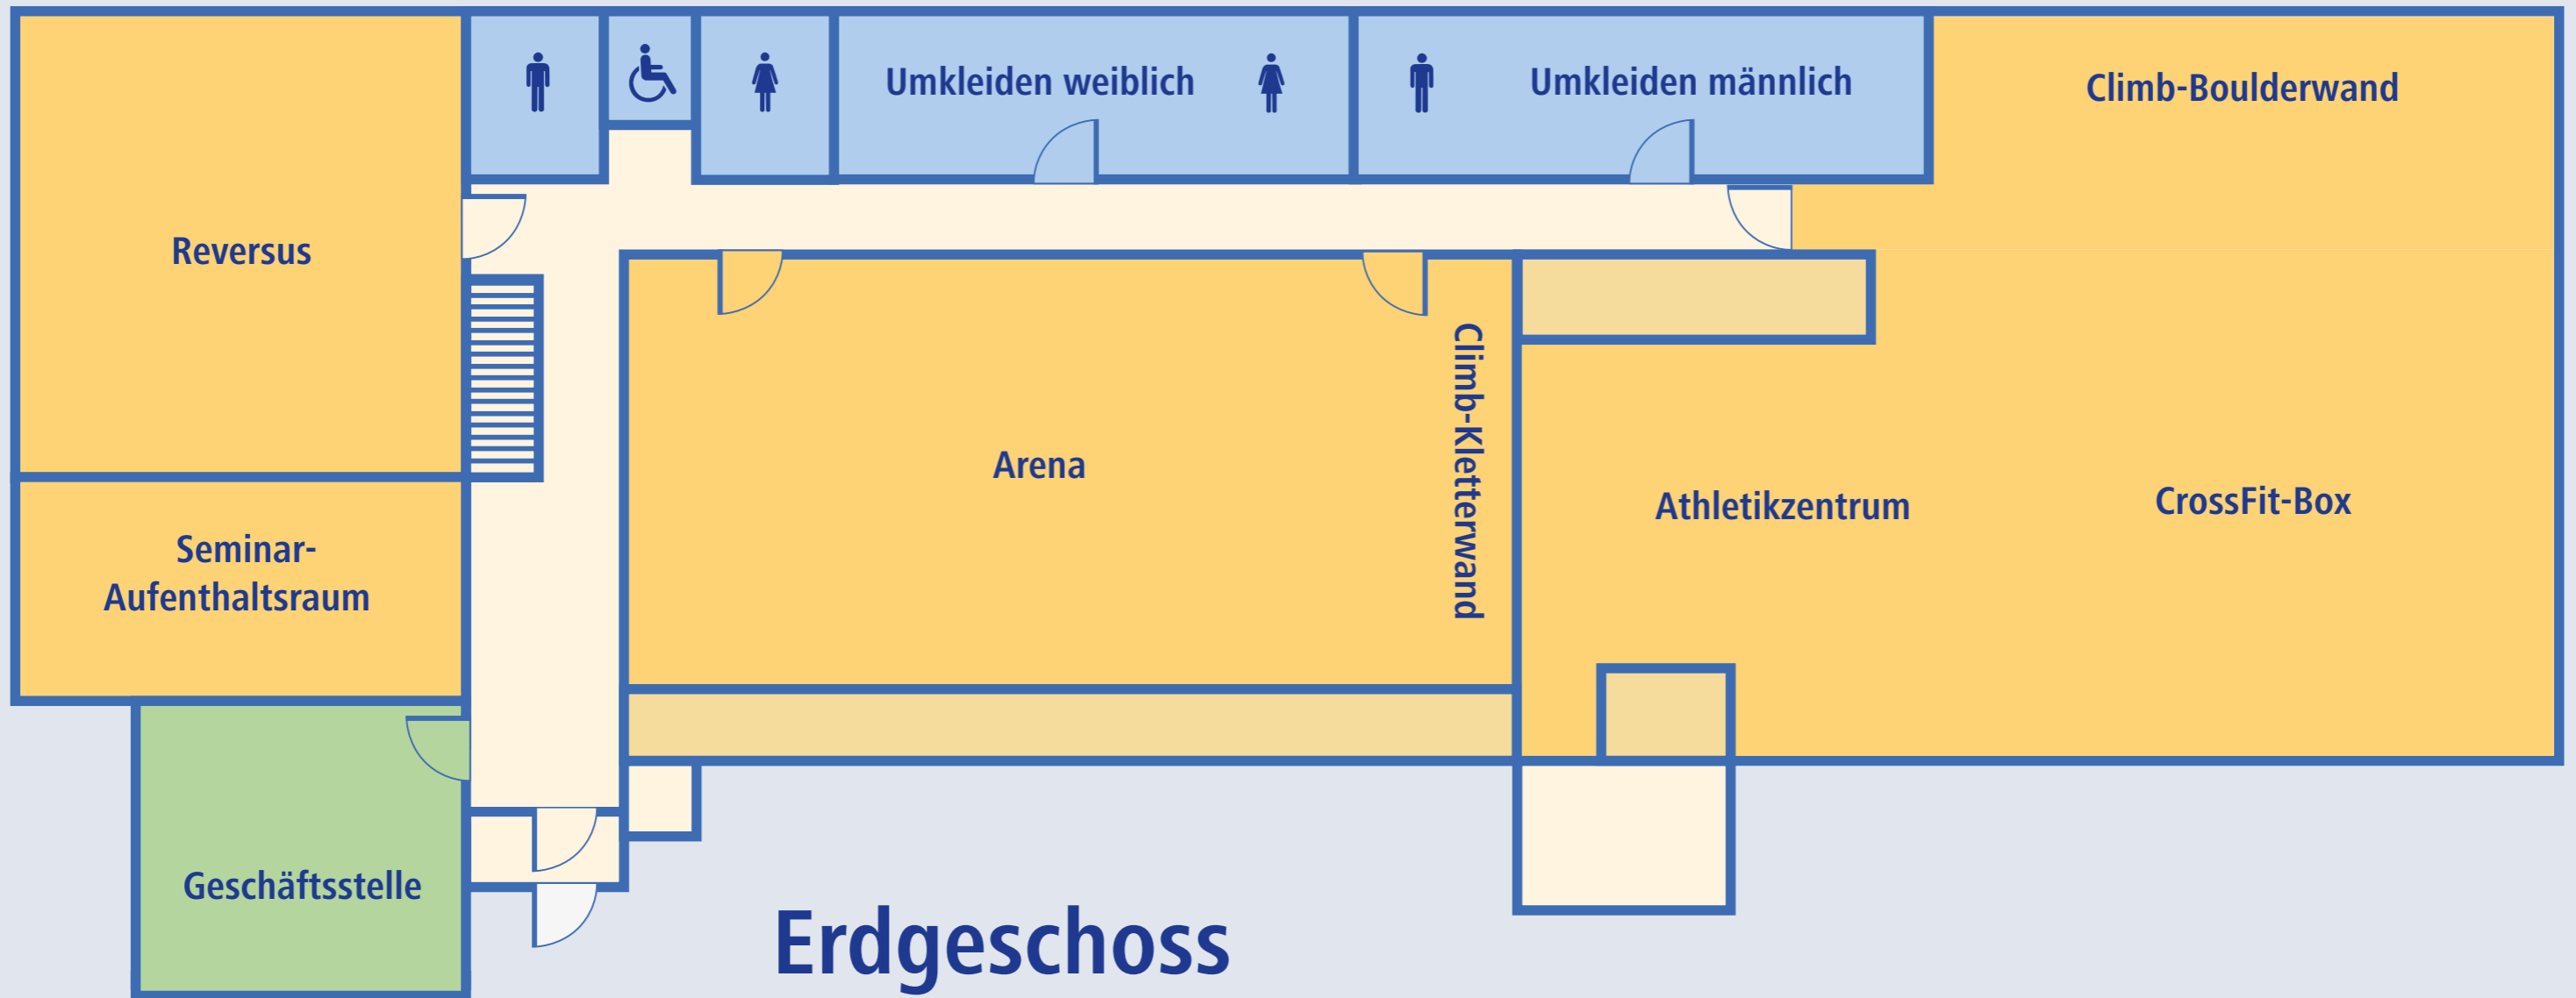 Umkleiden weiblich
Umkleiden männlich
Climb-Boulderwand
Reversus
Climb-Kletterwand
Arena
Athletikzentrum
CrossFit-Box
Seminar-
Aufenthaltsraum
Geschäftsstelle
Erdgeschoss